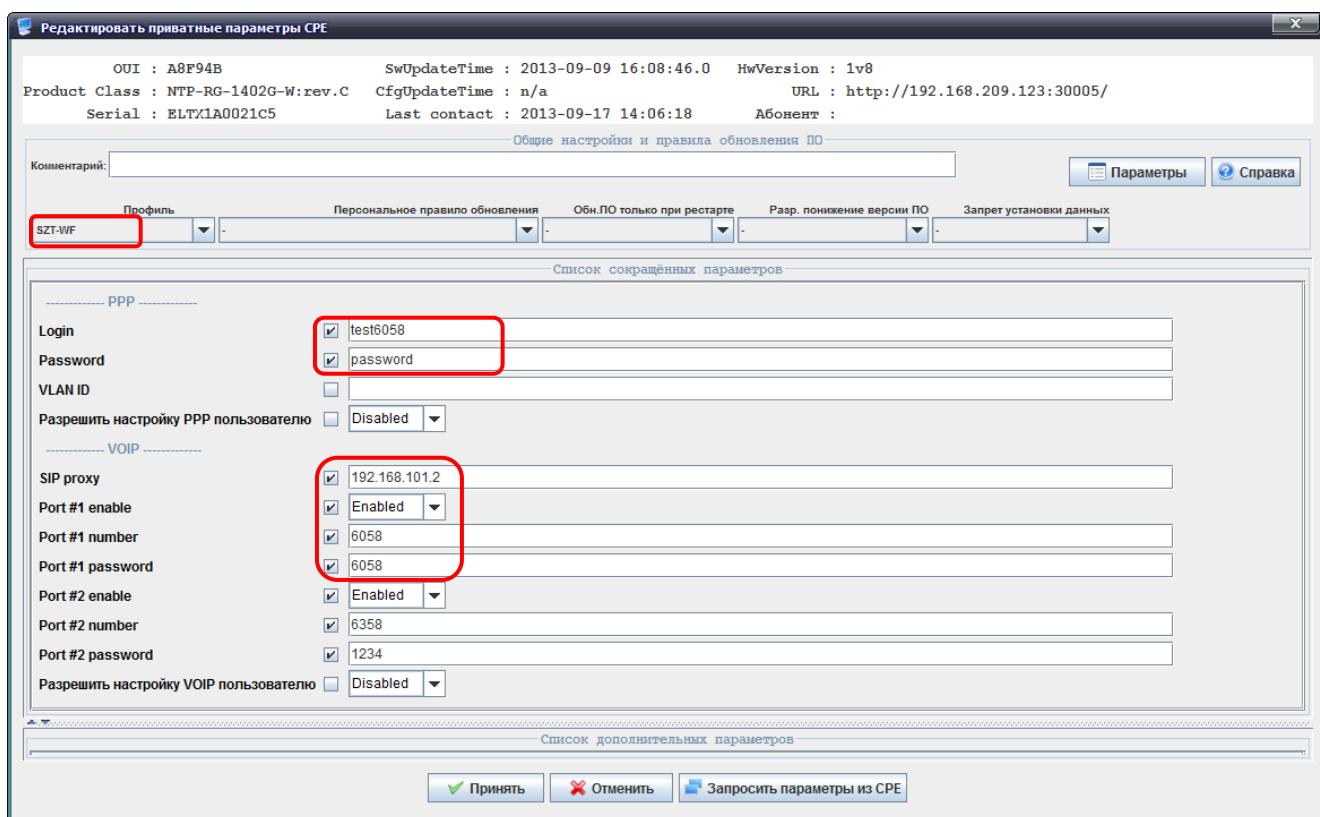 Редактировать приватные параметры CPE
X
OUI : A8F94B SwUpdateTime : 2013-09-09 16:08:46.0 HwVersion : 1v8
Product Class : NTP-RG-1402G-W:rev.C CfgUpdateTime : n/a URL : http://192.168.209.123:30005/
Serial : ELTX1A0021C5 Last contact : 2013-09-17 14:06:18 Абонент :
Общие настройки и правила обновления ПО
Комментарий: Параметры Справка
Профиль Персональное правило обновления Обн.ПО только при рестарте Разр. понижение версии ПО Запрет установки данных
SZT-WF - - - -
Список сокращённых параметров
------------- PPP -------------
Login test6058
Password password
VLAN ID
Разрешить настройку PPP пользователю Disabled
------------- VOIP -------------
SIP proxy 192.168.101.2
Port #1 enable Enabled
Port #1 number 6058
Port #1 password 6058
Port #2 enable Enabled
Port #2 number 6358
Port #2 password 1234
Разрешить настройку VOIP пользователю Disabled
Список дополнительных параметров
Принять Отменить Запросить параметры из CPE